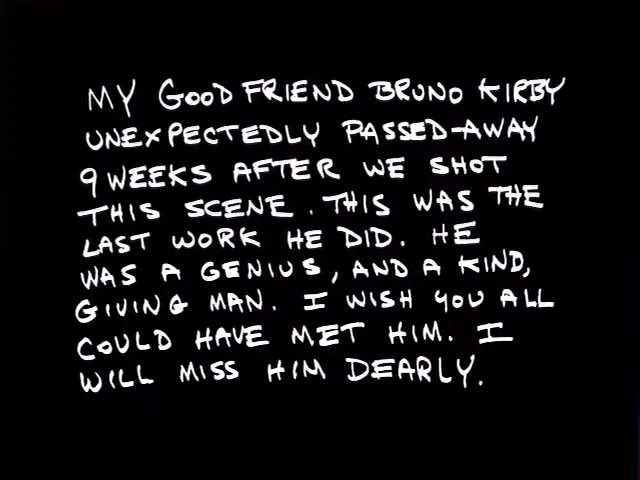 MY GOOD FRIEND BRUNO KIRBY
UNEXPECTEDLY PASSED-AWAY
9 WEEKS AFTER WE SHOT
THIS SCENE. THIS WAS THE
LAST WORK HE DID. HE
WAS A GENIUS, AND A KIND,
GIVING MAN. I WISH YOU ALL
COULD HAVE MET HIM. I
WILL MISS HIM DEARLY.